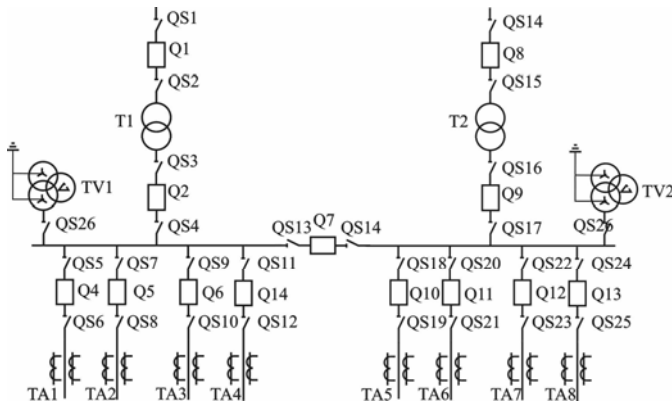 QS1 QS14
Q1 Q8
QS2 QS15
T1 T2
QS3 QS16
TV1 Q2 Q9 TV2
QS26 QS4 QS13 Q7 QS14 QS17 QS26
QS5 QS7 QS9 QS11 QS18 QS20 QS22 QS24
Q4 Q5 Q6 Q14 Q10 Q11 Q12 Q13
QS6 QS8 QS10 QS12 QS19 QS21 QS23 QS25
TA1 TA2 TA3 TA4 TA5 TA6 TA7 TA8